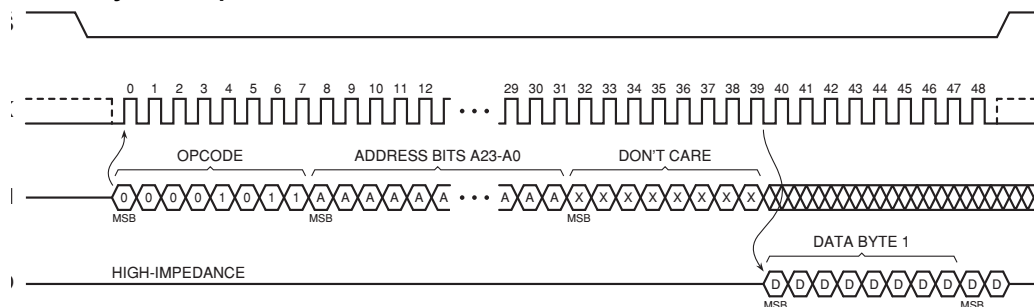 0 1 2 3 4 5 6 7 8 9 10 11 12 29 30 31 32 33 34 35 36 37 38 39 40 41 42 43 44 45 46 47 48
OPCODE ADDRESS BITS A23-A0 DON'T CARE
0 0 0 0 1 0 1 1 A A A A A A A A A X X X X X X X X
MSB MSB MSB
DATA BYTE 1
HIGH-IMPEDANCE
D D D D D D D D D D
MSB MSB